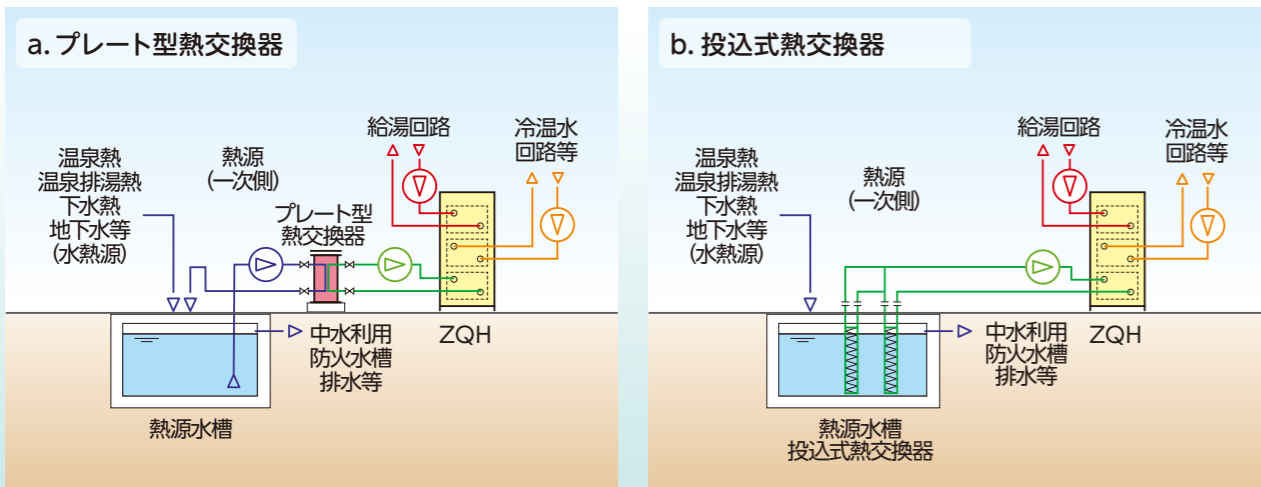 a. プレート型熱交換器
温泉熱
温泉排湯熱
下水熱
地下水等
(水熱源)
熱源
(一次側)
プレート型
熱交換器
給湯回路
冷温水
回路等
ZQH
中水利用
防火水槽
排水等
熱源水槽
b. 投込式熱交換器
温泉熱
温泉排湯熱
下水熱
地下水等
(水熱源)
熱源
(一次側)
給湯回路
冷温水
回路等
ZQH
中水利用
防火水槽
排水等
熱源水槽
投込式熱交換器